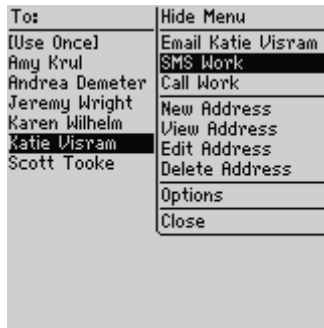 To:
[Use Once]
Amy Krul
Andrea Demeter
Jeremy Wright
Karen Wilhelm
Katie Visram
Scott Tooke
Hide Menu
Email Katie Visram
SMS Work
Call Work
New Address
View Address
Edit Address
Delete Address
Options
Close